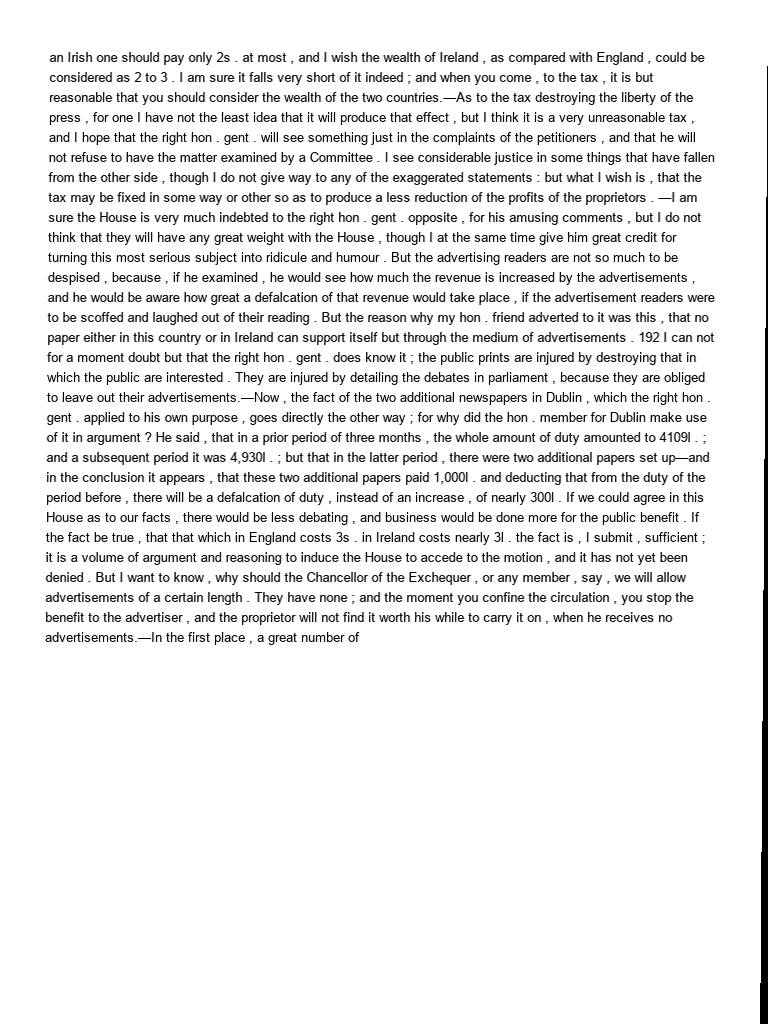 an Irish one should pay only 2s . at most , and I wish the wealth of Ireland , as compared with England , could be
considered as 2 to 3 . I am sure it falls very short of it indeed ; and when you come , to the tax , it is but
reasonable that you should consider the wealth of the two countries.—As to the tax destroying the liberty of the
press , for one I have not the least idea that it will produce that effect , but I think it is a very unreasonable tax ,
and I hope that the right hon . gent . will see something just in the complaints of the petitioners , and that he will
not refuse to have the matter examined by a Committee . I see considerable justice in some things that have fallen
from the other side , though I do not give way to any of the exaggerated statements : but what I wish is , that the
tax may be fixed in some way or other so as to produce a less reduction of the profits of the proprietors . —I am
sure the House is very much indebted to the right hon . gent . opposite , for his amusing comments , but I do not
think that they will have any great weight with the House , though I at the same time give him great credit for
turning this most serious subject into ridicule and humour . But the advertising readers are not so much to be
despised , because , if he examined , he would see how much the revenue is increased by the advertisements ,
and he would be aware how great a defalcation of that revenue would take place , if the advertisement readers were
to be scoffed and laughed out of their reading . But the reason why my hon . friend adverted to it was this , that no
paper either in this country or in Ireland can support itself but through the medium of advertisements . 192 I can not
for a moment doubt but that the right hon . gent . does know it ; the public prints are injured by destroying that in
which the public are interested . They are injured by detailing the debates in parliament , because they are obliged
to leave out their advertisements.—Now , the fact of the two additional newspapers in Dublin , which the right hon .
gent . applied to his own purpose , goes directly the other way ; for why did the hon . member for Dublin make use
of it in argument ? He said , that in a prior period of three months , the whole amount of duty amounted to 4109l . ;
and a subsequent period it was 4,930l . ; but that in the latter period , there were two additional papers set up—and
in the conclusion it appears , that these two additional papers paid 1,000l . and deducting that from the duty of the
period before , there will be a defalcation of duty , instead of an increase , of nearly 300l . If we could agree in this
House as to our facts , there would be less debating , and business would be done more for the public benefit . If
the fact be true , that that which in England costs 3s . in Ireland costs nearly 3l . the fact is , I submit , sufficient ;
it is a volume of argument and reasoning to induce the House to accede to the motion , and it has not yet been
denied . But I want to know , why should the Chancellor of the Exchequer , or any member , say , we will allow
advertisements of a certain length . They have none ; and the moment you confine the circulation , you stop the
benefit to the advertiser , and the proprietor will not find it worth his while to carry it on , when he receives no
advertisements.—In the first place , a great number of